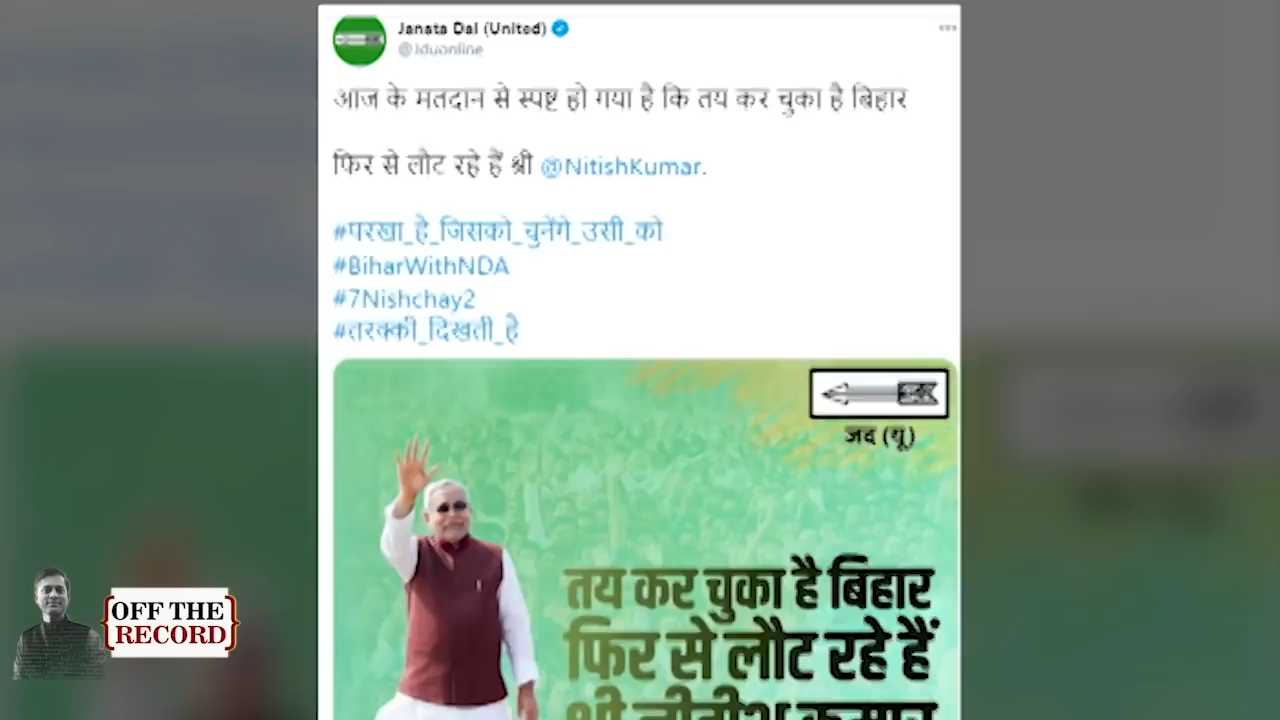 Janata Dal (United)
@Jduonline
आज के मतदान से स्पष्ट हो गया है कि तय कर चुका है बिहार
फिर से लौट रहे हैं श्री @NitishKumar.
#परखा_है_जिसको_चुनेंगे_उसी_को
#BiharWithNDA
#7Nishchay2
#तरक्की_दिखती_है
जद (यू)
तय कर चुका है बिहार
फिर से लौट रहे हैं
श्री नीतीश कुमार
OFF THE
RECORD